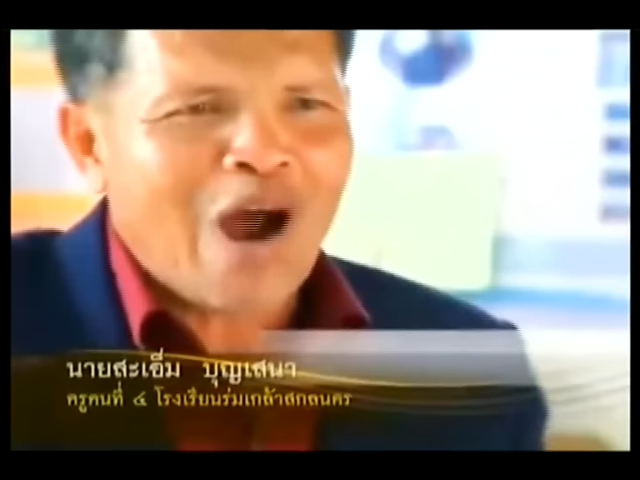 นายสะเอิ็ม บุญเสนา
ครูคนที่ ๔ โรงเรียนร่มเกล้าสกลนคร